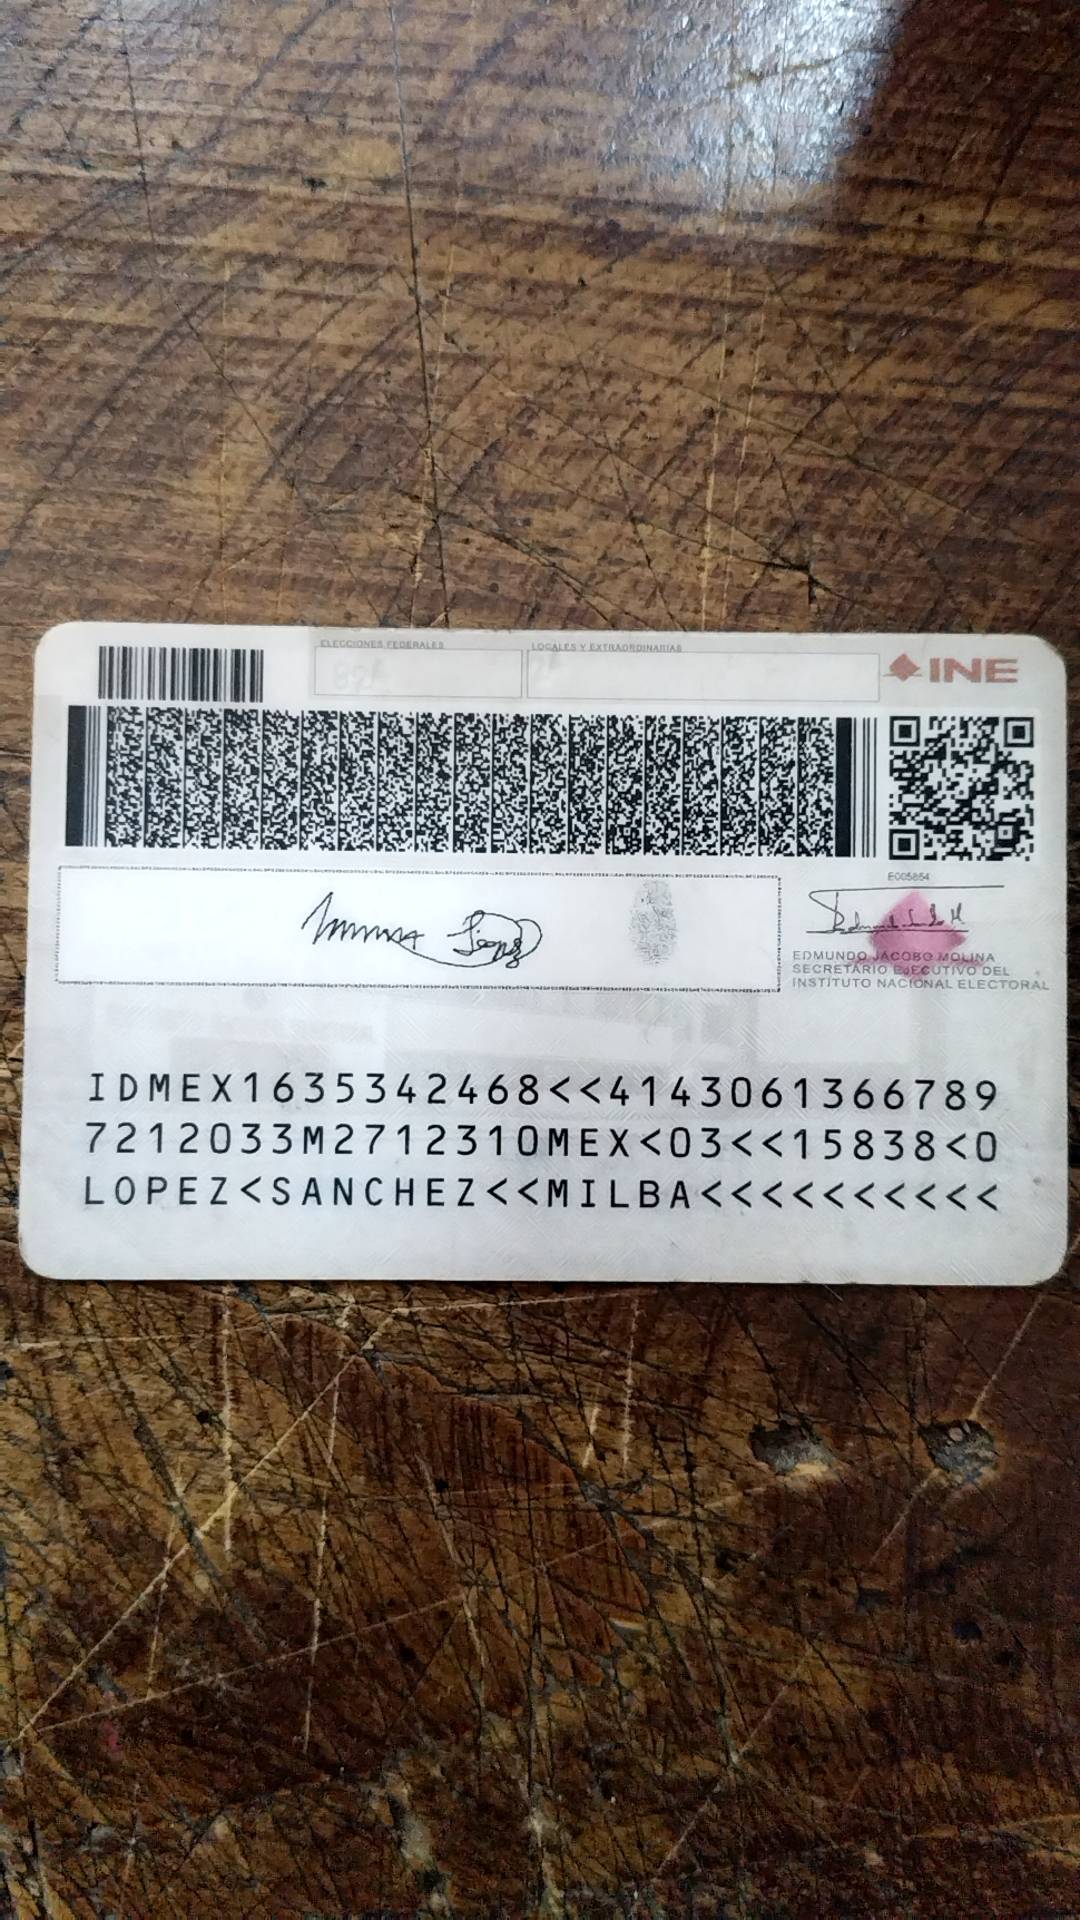 ELECCIONES FEDERALES
LOCALES Y EXTRAORDINARIAS
INE
E005854
EDMUNDO JACOBO MOLINA
SECRETARIO EJECUTIVO DEL
INSTITUTO NACIONAL ELECTORAL
IDMEX1635342468<<4143061366789
7212033M2712310MEX<03<<15838<0
LOPEZ<SANCHEZ<<MILBA<<<<<<<<<<